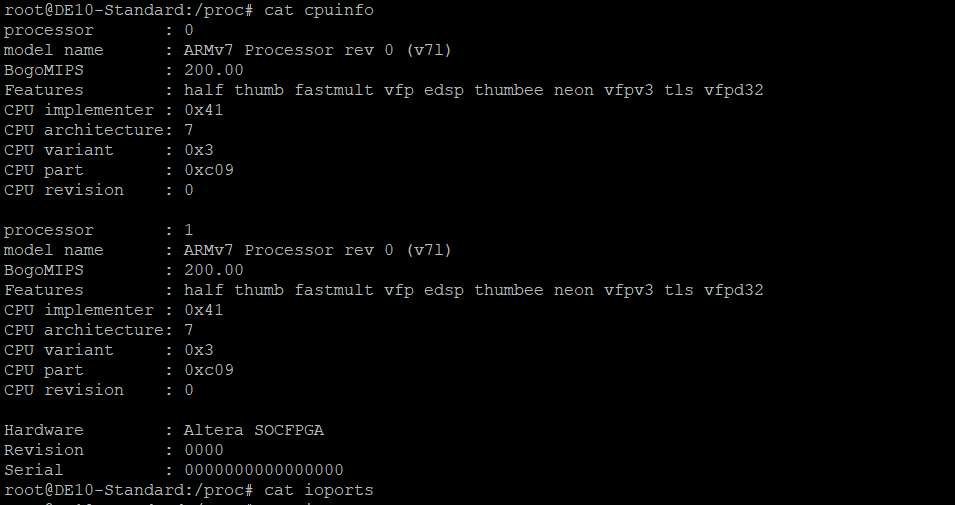 root@DE10-Standard:/proc# cat cpuinfo
processor       : 0
model name      : ARMv7 Processor rev 0 (v7l)
BogoMIPS        : 200.00
Features        : half thumb fastmult vfp edsp thumbee neon vfpv3 tls vfpd32
CPU implementer : 0x41
CPU architecture: 7
CPU variant     : 0x3
CPU part        : 0xc09
CPU revision    : 0

processor       : 1
model name      : ARMv7 Processor rev 0 (v7l)
BogoMIPS        : 200.00
Features        : half thumb fastmult vfp edsp thumbee neon vfpv3 tls vfpd32
CPU implementer : 0x41
CPU architecture: 7
CPU variant     : 0x3
CPU part        : 0xc09
CPU revision    : 0

Hardware        : Altera SOCFPGA
Revision        : 0000
Serial          : 0000000000000000
root@DE10-Standard:/proc# cat ioports